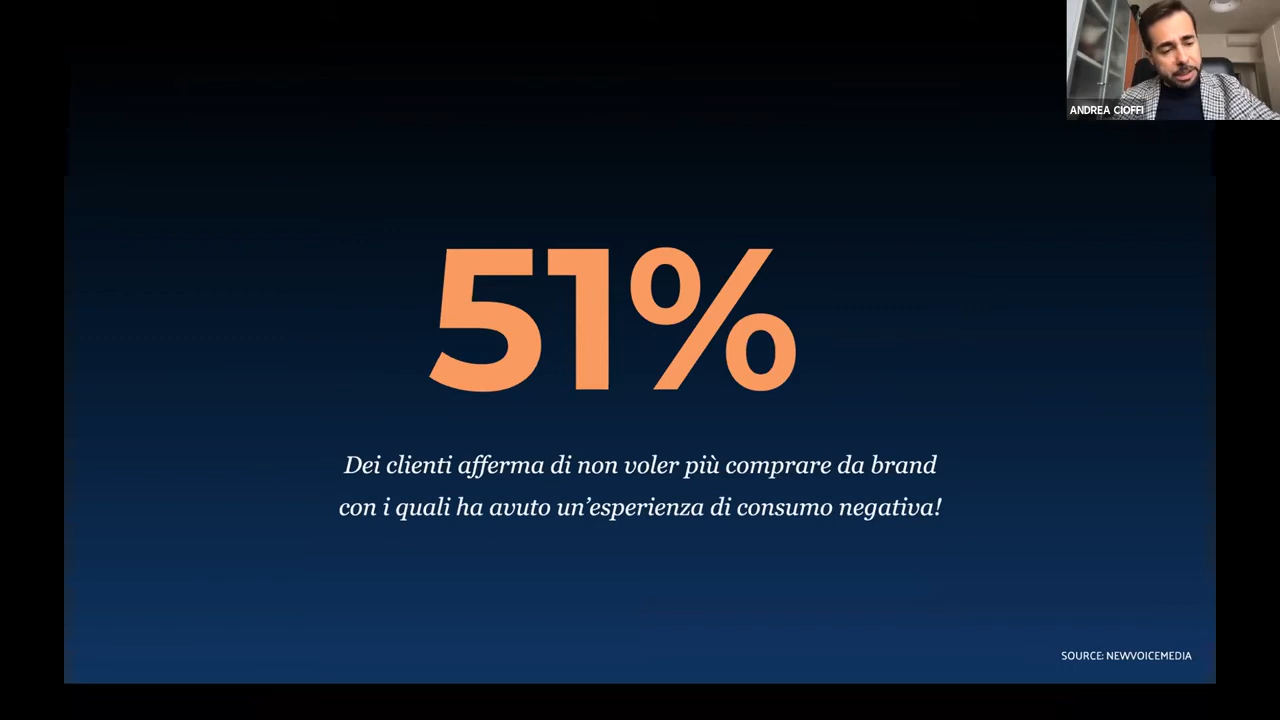 ANDREA CIOFFI
51%
Dei clienti afferma di non voler più comprare da brand
con i quali ha avuto un'esperienza di consumo negativa!
SOURCE: NEWVOICEMEDIA